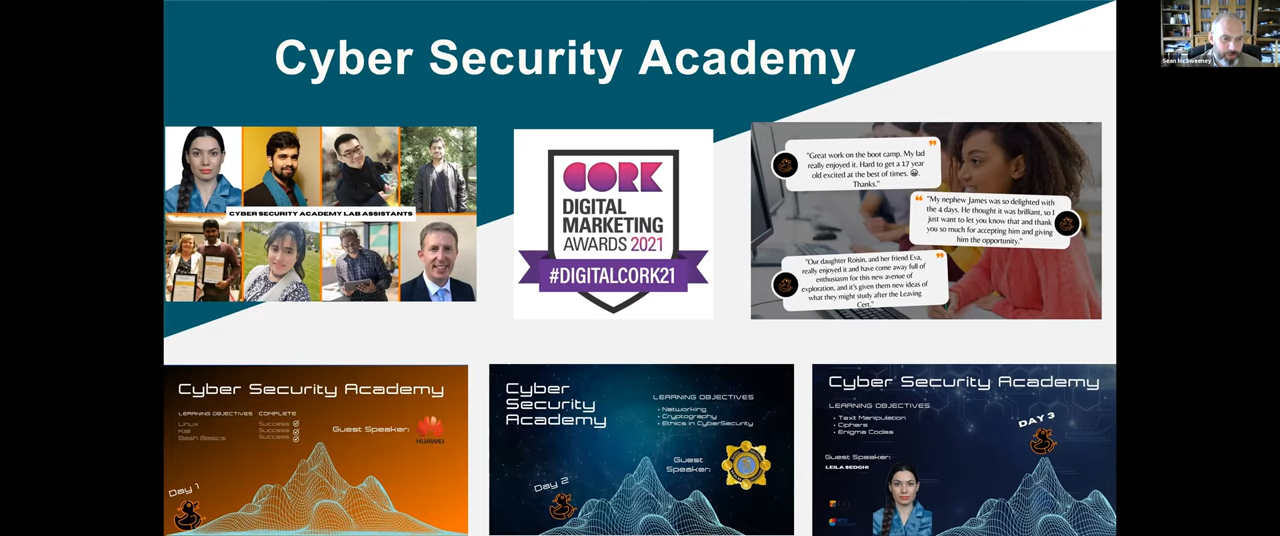 Cyber Security Academy
Sean McSweeney
CYBER SECURITY ACADEMY LAB ASSISTANTS
CORK
DIGITAL
MARKETING
AWARDS 2021
#DIGITALCORK21
"Great work on the boot camp. My lad
really enjoyed it. Hard to get a 17 year
old excited at the best of times. 😀.
Thanks."
"My nephew James was so delighted with
the 4 days. He thought it was brilliant, so I
just want to let you know that and thank
you so much for accepting him and giving
him the opportunity."
"Our daughter Roisin, and her friend Eva,
really enjoyed it and have come away full of
enthusiasm for this new avenue of
exploration, and it's given them new ideas of
what they might study after the Leaving
Cert."
Cyber Security Academy
LEARNING OBJECTIVES COMPLETE
Linux Success
Kali Success
Bash Basics Success
Guest Speaker:
HUAWEI
Day 1
Cyber
Security
Academy
LEARNING OBJECTIVES
• Networking
• Cryptography
• Ethics in CyberSecurity
Guest
Speaker:
Day 2
Cyber Security Academy
LEARNING OBJECTIVES
• Text Manipulation
• Ciphers
• Enigma Codes
DAY 3
Guest Speaker:
LEILA SEDGHI